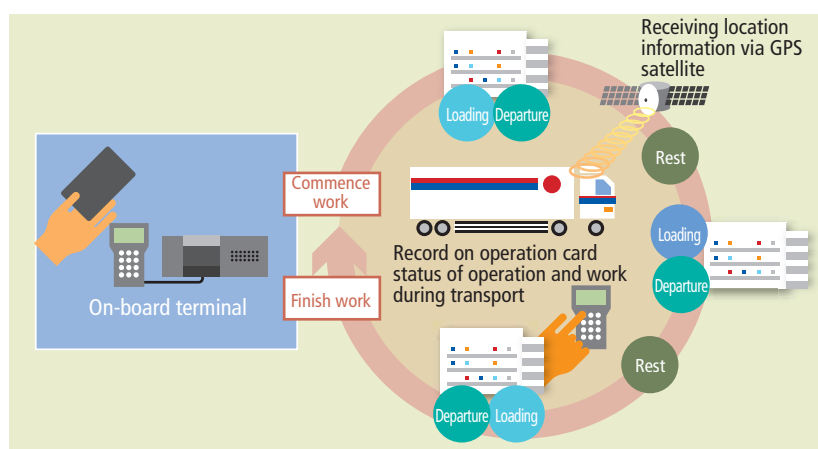 Receiving location
information via GPS
satellite
Loading
Departure
Rest
Commence
work
Loading
Record on operation card
status of operation and work
during transport
Departure
On-board terminal
Finish work
Rest
Departure
Loading